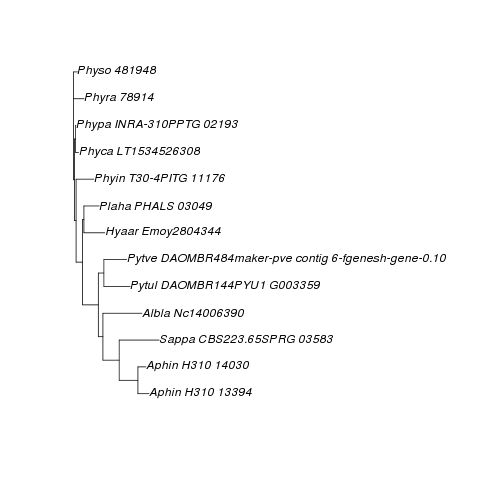 Physo 481948
Phyra 78914
Phypa INRA-310PPTG 02193
Phyca LT1534526308
Phyin T30-4PITG 11176
Plaha PHALS 03049
Hyaar Emoy2804344
Pytve DAOMBR484maker-pve contig 6-fgenesh-gene-0.10
Pytul DAOMBR144PYU1 G003359
Albla Nc14006390
Sappa CBS223.65SPRG 03583
Aphin H310 14030
Aphin H310 13394